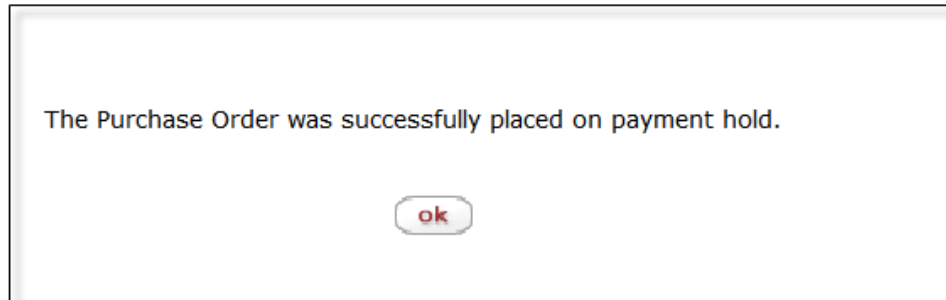 The Purchase Order was successfully placed on payment hold.
ok